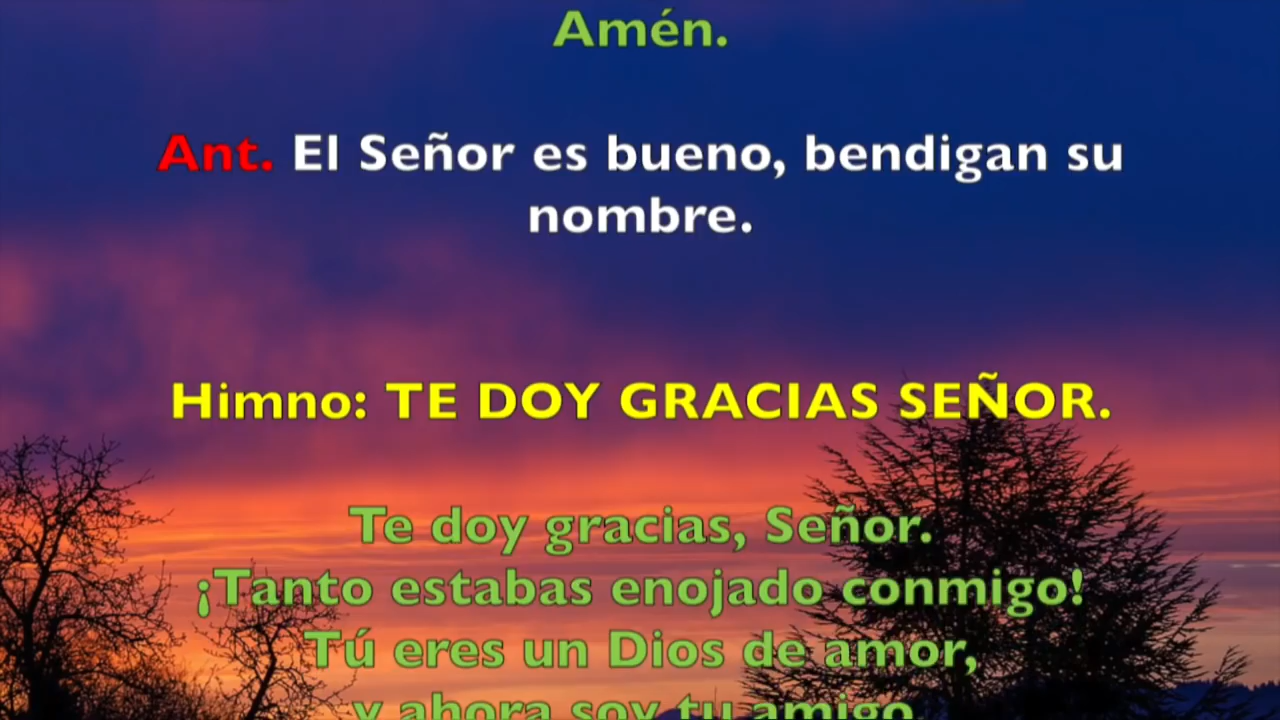 Amén.
Ant. El Señor es bueno, bendigan su
nombre.
Himno: TE DOY GRACIAS SEÑOR.
Te doy gracias, Señor.
¡Tanto estabas enojado conmigo!
Tú eres un Dios de amor,
y ahora soy tu amigo.